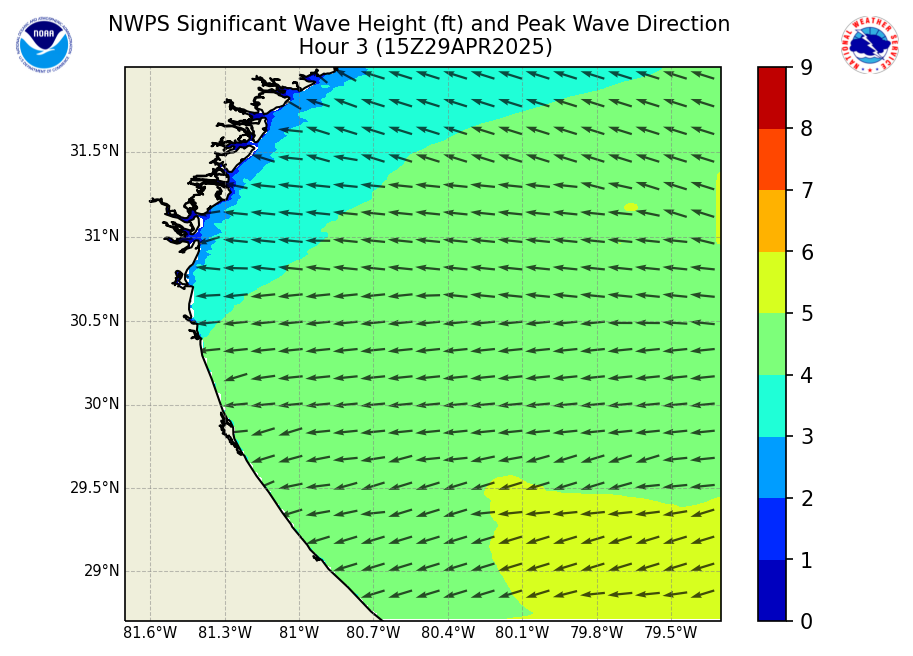 NWPS Significant Wave Height (ft) and Peak Wave Direction
Hour 3 (15Z29APR2025)
NOAA
NATIONAL WEATHER SERVICE
31.5°N
31°N
30.5°N
30°N
29.5°N
29°N
81.6°W 81.3°W 81°W 80.7°W 80.4°W 80.1°W 79.8°W 79.5°W
9
8
7
6
5
4
3
2
1
0